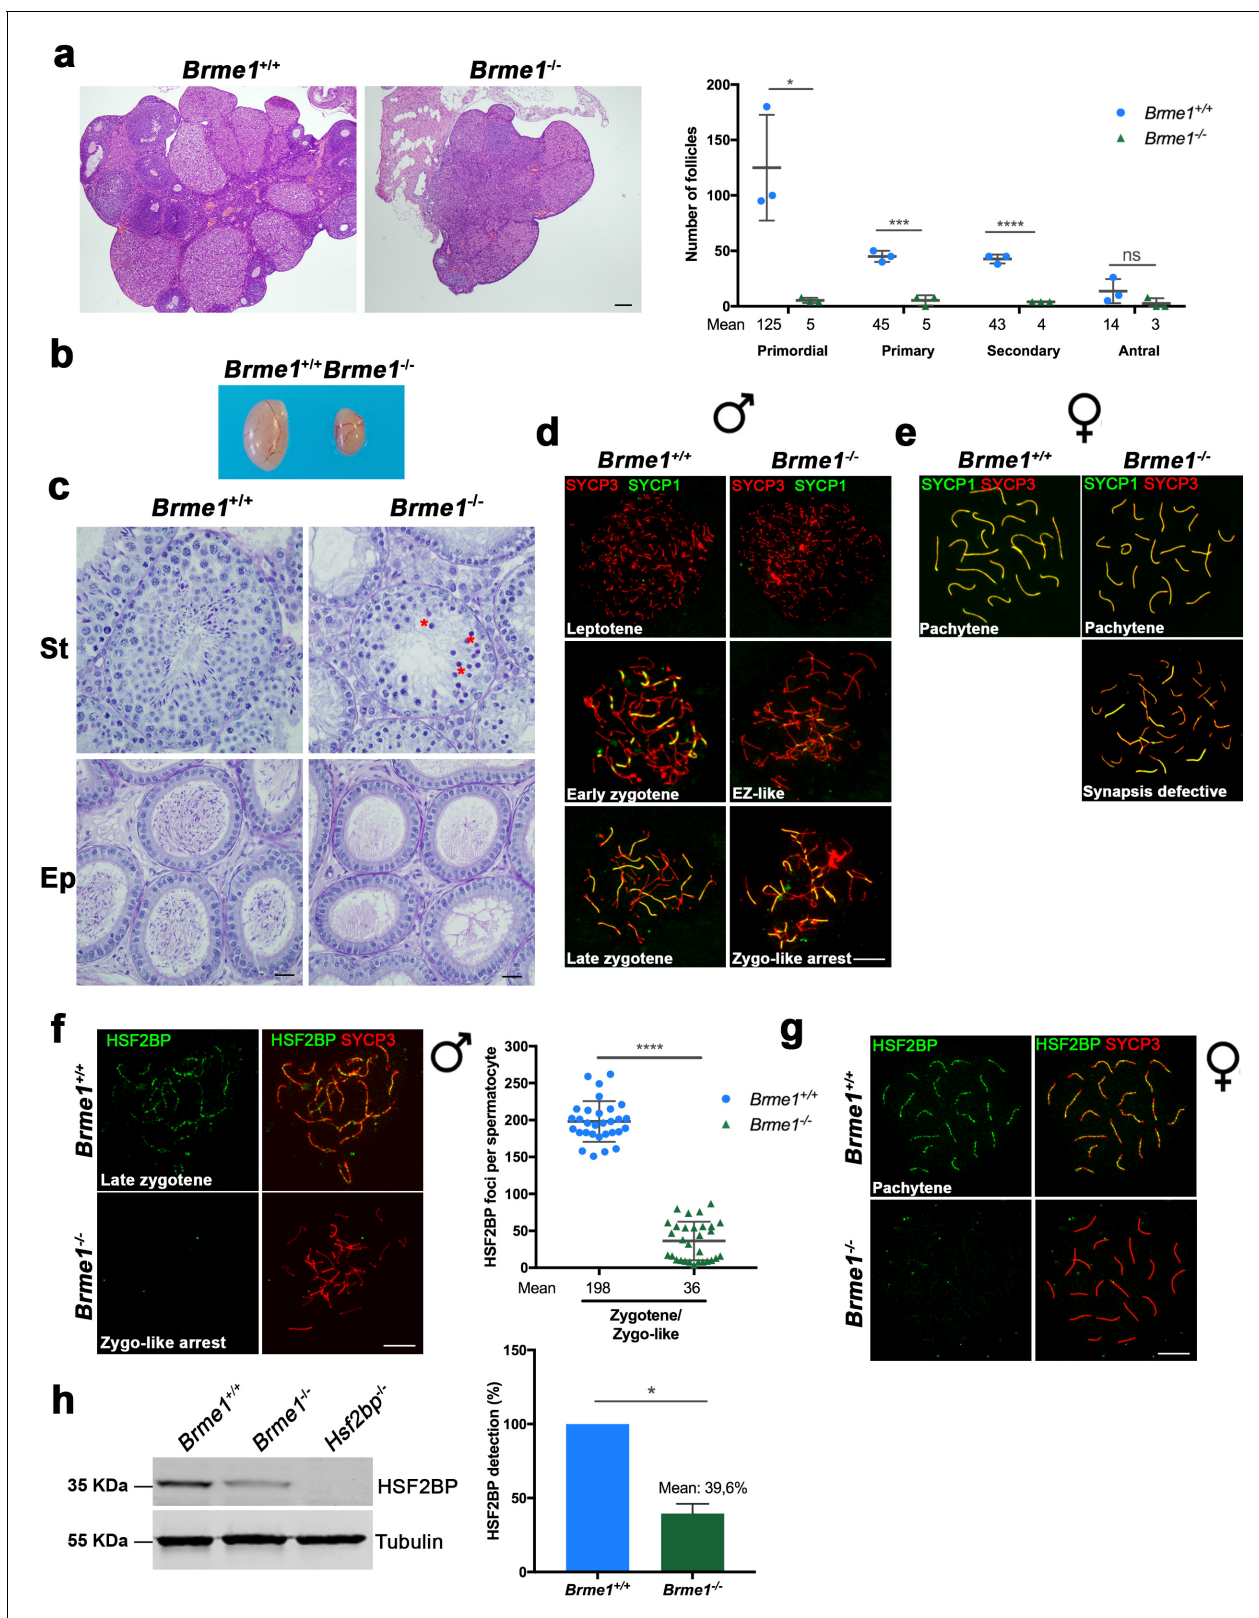 a
Brme1+/+
Brme1-/-
Number of follicles
200
150
100
50
0
*
***
****
ns
Brme1+/+
Brme1-/-
Mean 125 5 45 5 43 4 14 3
Primordial Primary Secondary Antral
b
Brme1+/+ Brme1-/-
c
Brme1+/+ Brme1-/-
St
* * *
Ep
d
♂
Brme1+/+ Brme1-/-
SYCP3 SYCP1 SYCP3 SYCP1
Leptotene
Early zygotene EZ-like
Late zygotene Zygo-like arrest
e
♀
Brme1+/+ Brme1-/-
SYCP1 SYCP3 SYCP1 SYCP3
Pachytene Pachytene
Synapsis defective
f
♂
Brme1+/+
HSF2BP HSF2BP SYCP3
Late zygotene
Brme1-/-
Zygo-like arrest
HSF2BP foci per spermatocyte
300
250
200
150
100
50
0
****
Brme1+/+
Brme1-/-
Mean 198 36
Zygotene/
Zygo-like
g
♀
Brme1+/+
HSF2BP HSF2BP SYCP3
Pachytene
Brme1-/-
h
Brme1+/+ Brme1-/- Hsf2bp-/-
35 KDa HSF2BP
55 KDa Tubulin
HSF2BP detection (%)
150
100
50
0
*
Mean: 39,6%
Brme1+/+ Brme1-/-